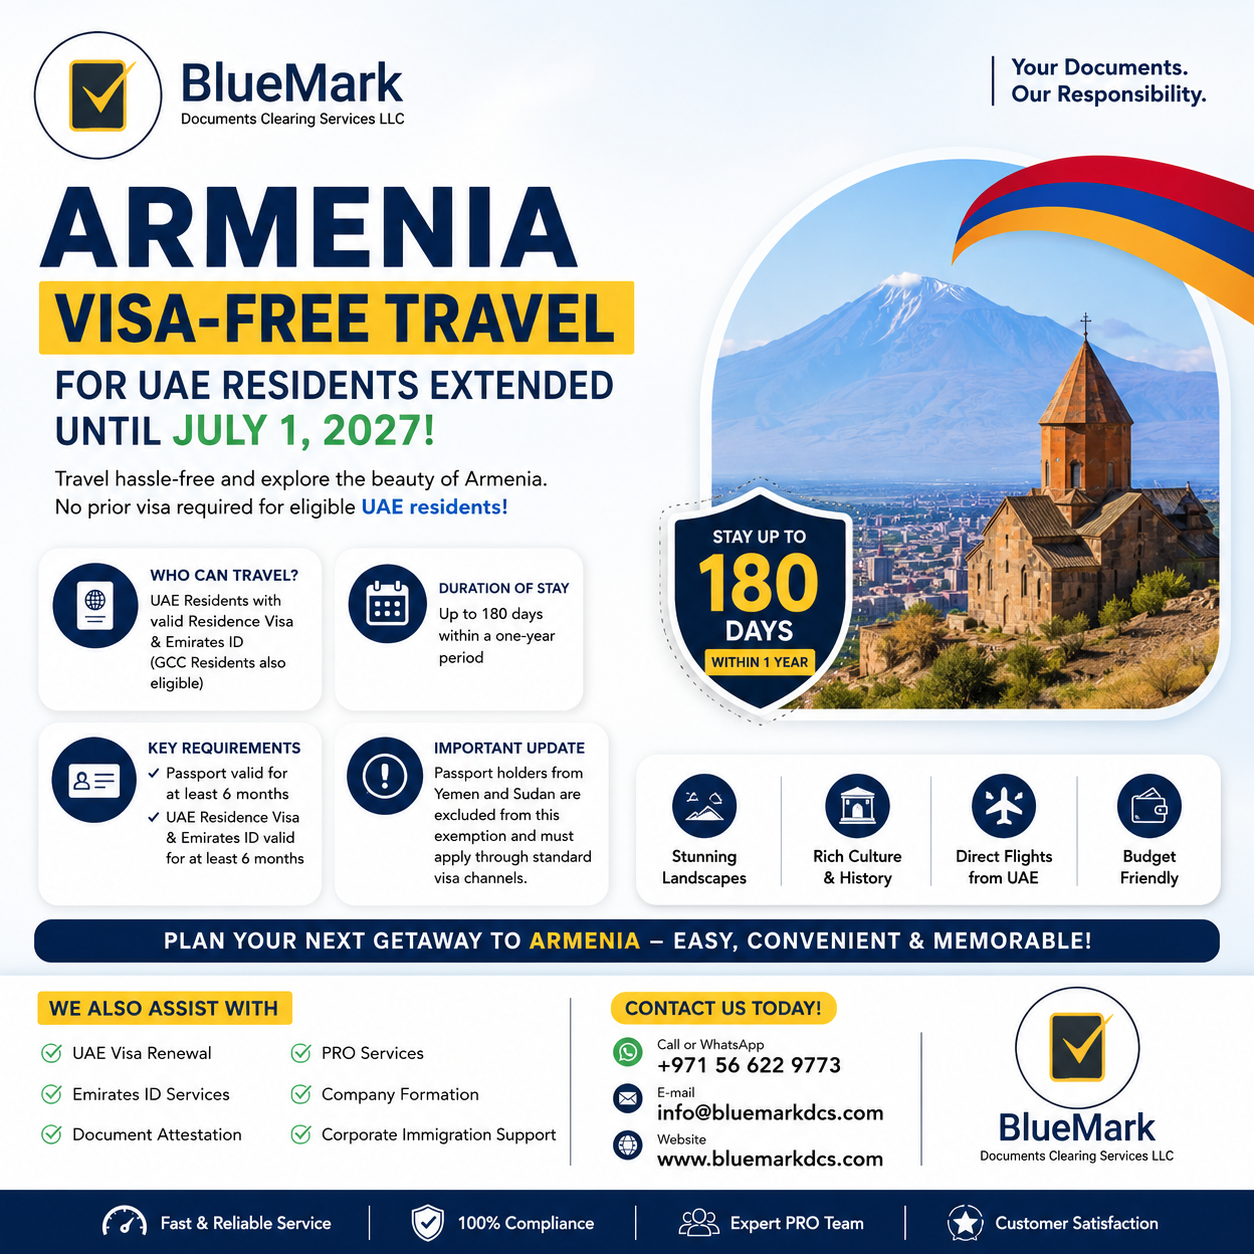 BlueMark
Documents Clearing Services LLC
Your Documents.
Our Responsibility.
ARMENIA
VISA-FREE TRAVEL
FOR UAE RESIDENTS EXTENDED
UNTIL JULY 1, 2027!
Travel hassle-free and explore the beauty of Armenia.
No prior visa required for eligible UAE residents!
WHO CAN TRAVEL?
UAE Residents with
valid Residence Visa
& Emirates ID
(GCC Residents also
eligible)
DURATION OF STAY
Up to 180 days
within a one-year
period
STAY UP TO
180
DAYS
WITHIN 1 YEAR
KEY REQUIREMENTS
Passport valid for
at least 6 months
UAE Residence Visa
& Emirates ID valid
for at least 6 months
IMPORTANT UPDATE
Passport holders from
Yemen and Sudan are
excluded from this
exemption and must
apply through standard
visa channels.
Stunning
Landscapes
Rich Culture
& History
Direct Flights
from UAE
Budget
Friendly
PLAN YOUR NEXT GETAWAY TO ARMENIA – EASY, CONVENIENT & MEMORABLE!
WE ALSO ASSIST WITH
UAE Visa Renewal
Emirates ID Services
Document Attestation
PRO Services
Company Formation
Corporate Immigration Support
CONTACT US TODAY!
Call or WhatsApp
+971 56 622 9773
E-mail
info@bluemarkdcs.com
Website
www.bluemarkdcs.com
BlueMark
Documents Clearing Services LLC
Fast & Reliable Service
100% Compliance
Expert PRO Team
Customer Satisfaction